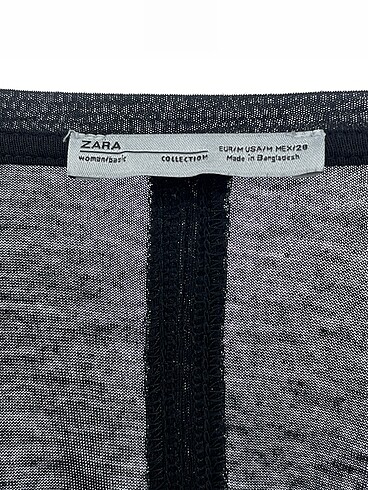 ZARA
woman/basic COLLECTION
EUR/M USA/M MEX/28
Made in Bangladesh